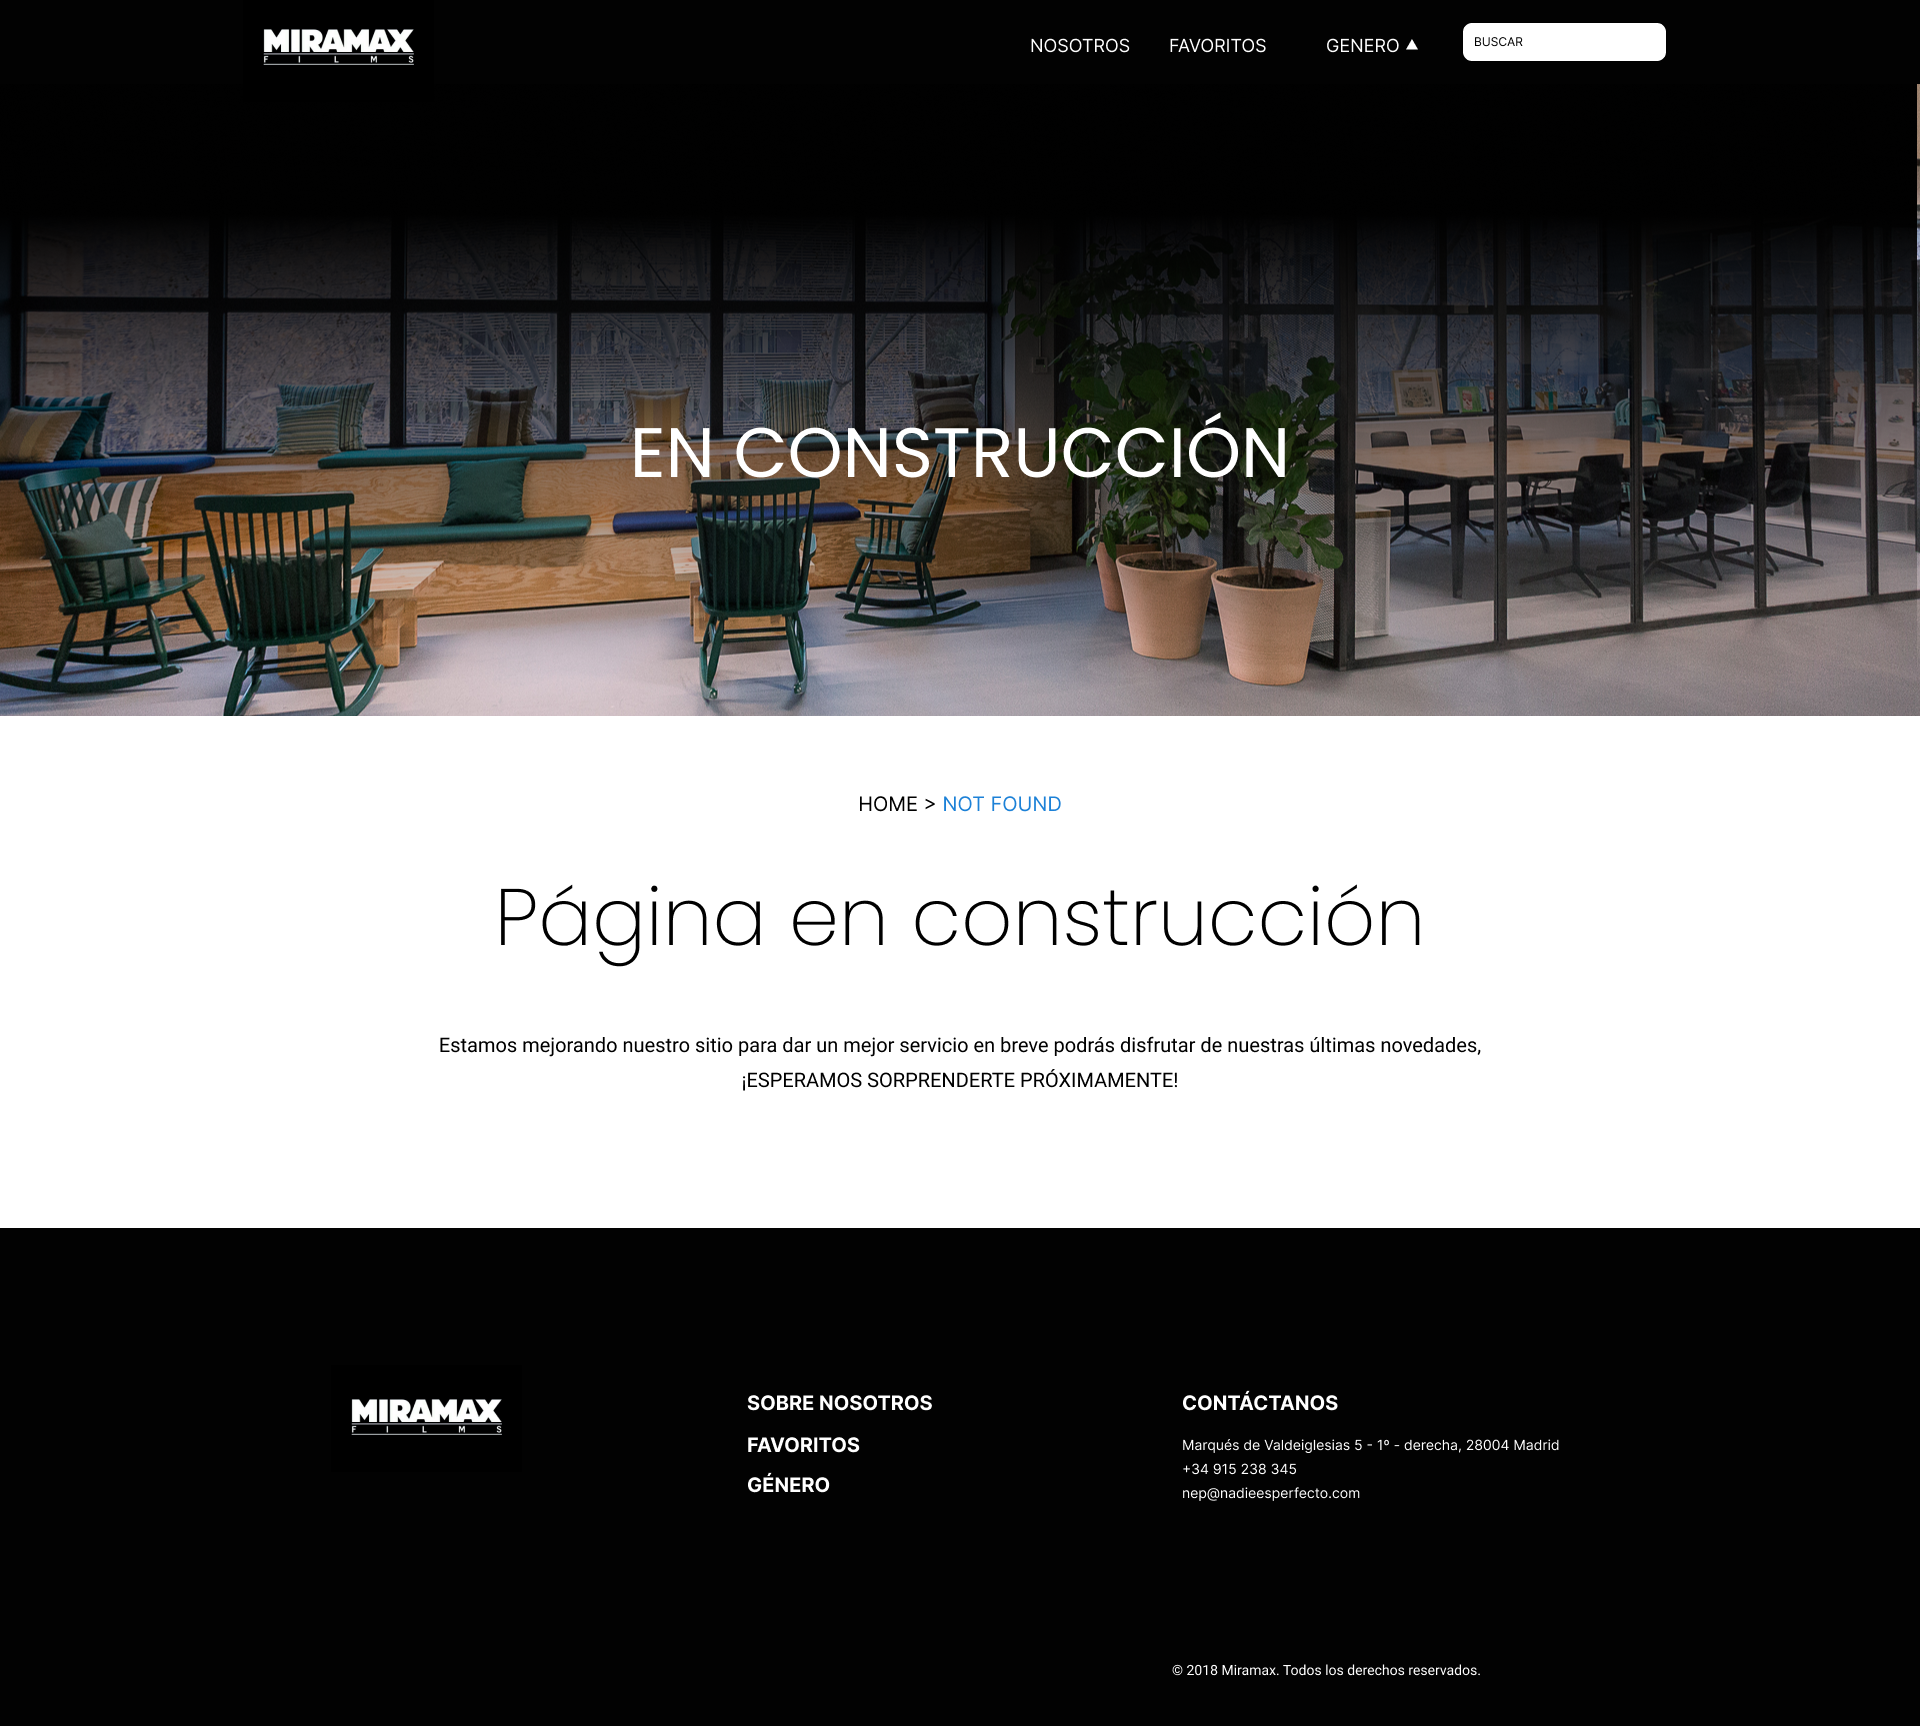 MIRAMAX
FILMS
NOSOTROS
FAVORITOS
GENERO
BUSCAR
EN CONSTRUCCIÓN
HOME > NOT FOUND
Página en construcción
Estamos mejorando nuestro sitio para dar un mejor servicio en breve podrás disfrutar de nuestras últimas novedades,
¡ESPERAMOS SORPRENDERTE PRÓXIMAMENTE!
MIRAMAX
FILMS
SOBRE NOSOTROS
FAVORITOS
GÉNERO
CONTÁCTANOS
Marqués de Valdeiglesias 5 - 1º - derecha, 28004 Madrid
+34 915 238 345
nep@nadieesperfecto.com
© 2018 Miramax. Todos los derechos reservados.